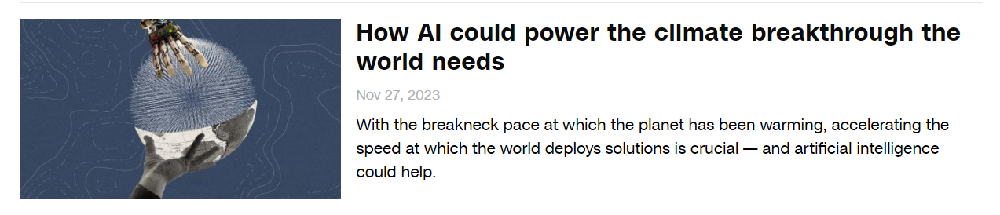 How AI could power the climate breakthrough the
world needs
Nov 27, 2023
With the breakneck pace at which the planet has been warming, accelerating the
speed at which the world deploys solutions is crucial — and artificial intelligence
could help.